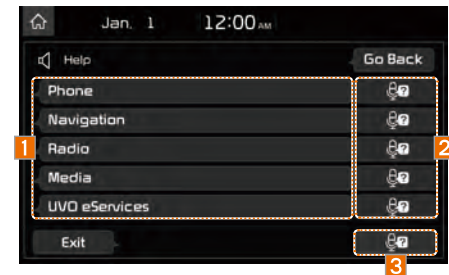 Jan. 1 12:00 AM
Help Go Back
Phone ?
Navigation ?
1 Radio ? 2
Media ?
UVO eServices ?
Exit ?
3